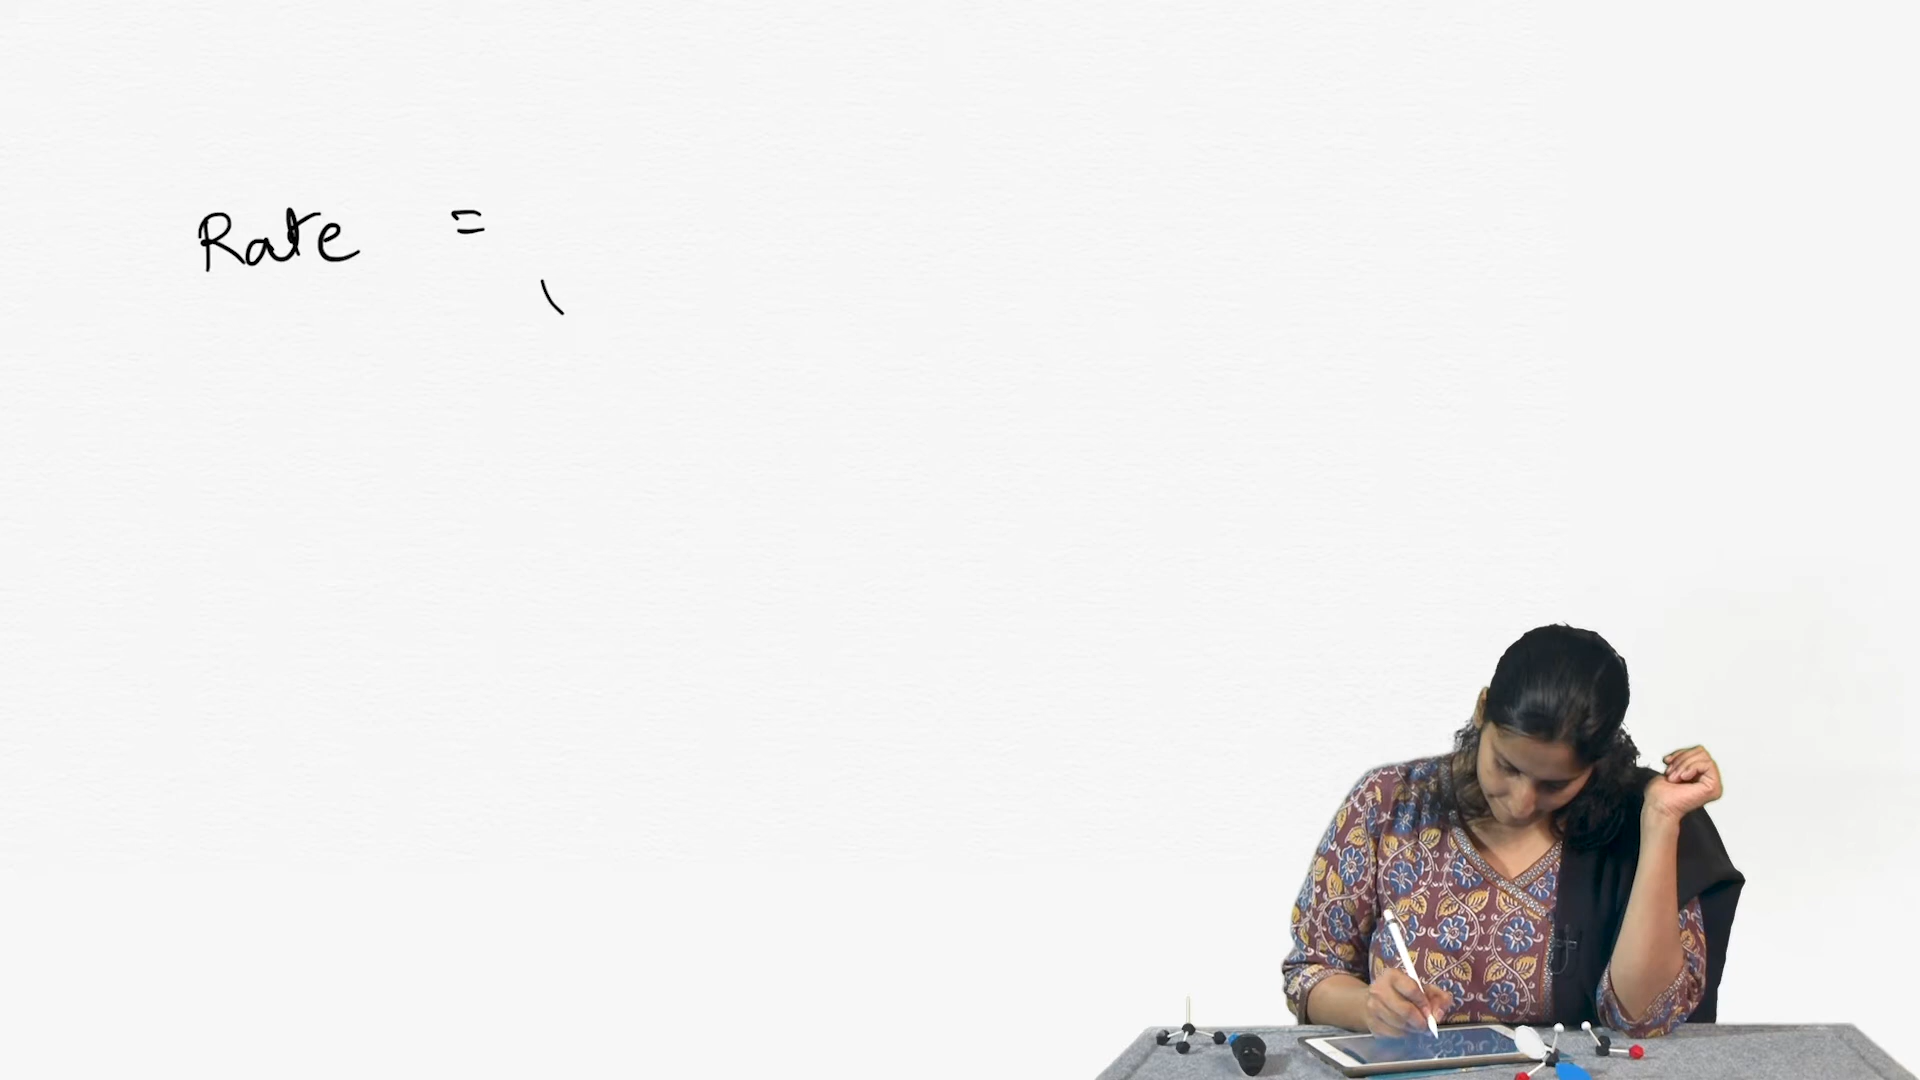 Rate =